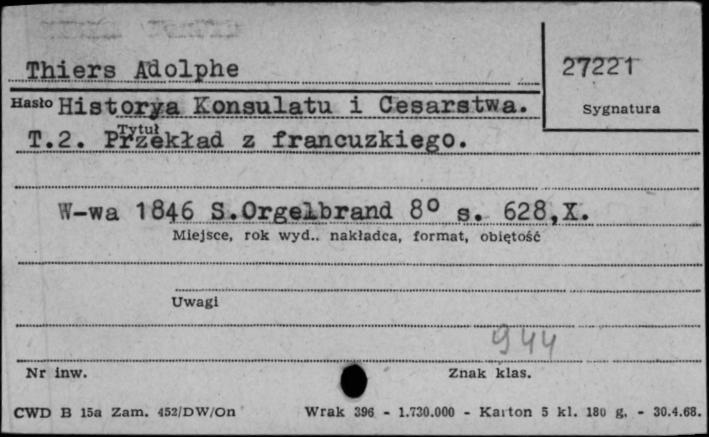 Thiers Adolphe
27221
Hasło Historya Konsulatu i Cesarstwa.
Sygnatura
Tytuł
T.2. Przekład z francuzkiego.
W-wa 1846 S.Orgelbrand 8° s. 628,X.
Miejsce, rok wyd.. nakładca, format, objętość
Uwagi
944
Nr inw.
Znak klas.
CWD B 15a Zam. 452/DW/On Wrak 396 - 1.730.000 - Karton 5 kl. 180 g. - 30.4.68.